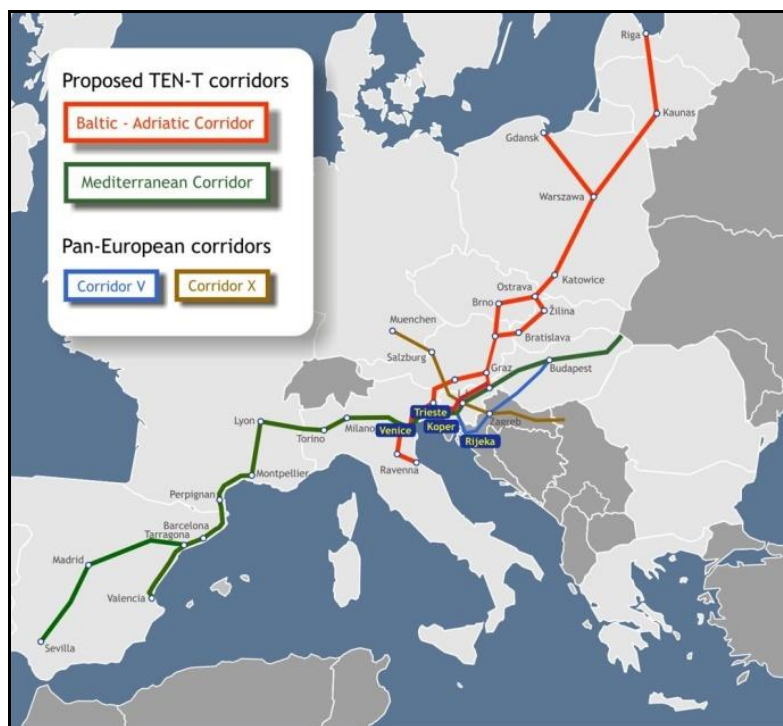 Proposed TEN-T corridors
Baltic - Adriatic Corridor
Mediterranean Corridor
Pan-European corridors
Corridor V
Corridor X
Riga
Kaunas
Gdansk
Warszawa
Katowice
Ostrava
Brno
Žilina
Bratislava
Muenchen
Salzburg
Graz
Budapest
Trieste
Koper
Zagreb
Venice
Rijeka
Lyon
Torino
Milano
Ravenna
Montpellier
Perpignan
Barcelona
Tarragona
Madrid
Valencia
Sevilla